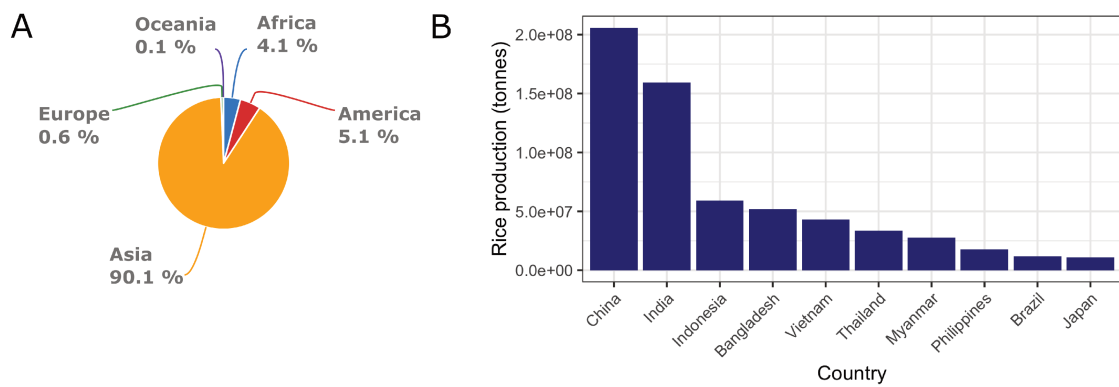 A
Oceania
0.1 %
Africa
4.1 %
Europe
0.6 %
America
5.1 %
Asia
90.1 %
B
Rice production (tonnes)
2.0e+08
1.5e+08
1.0e+08
5.0e+07
0.0e+00
China
India
Indonesia
Bangladesh
Vietnam
Thailand
Myanmar
Philippines
Brazil
Japan
Country